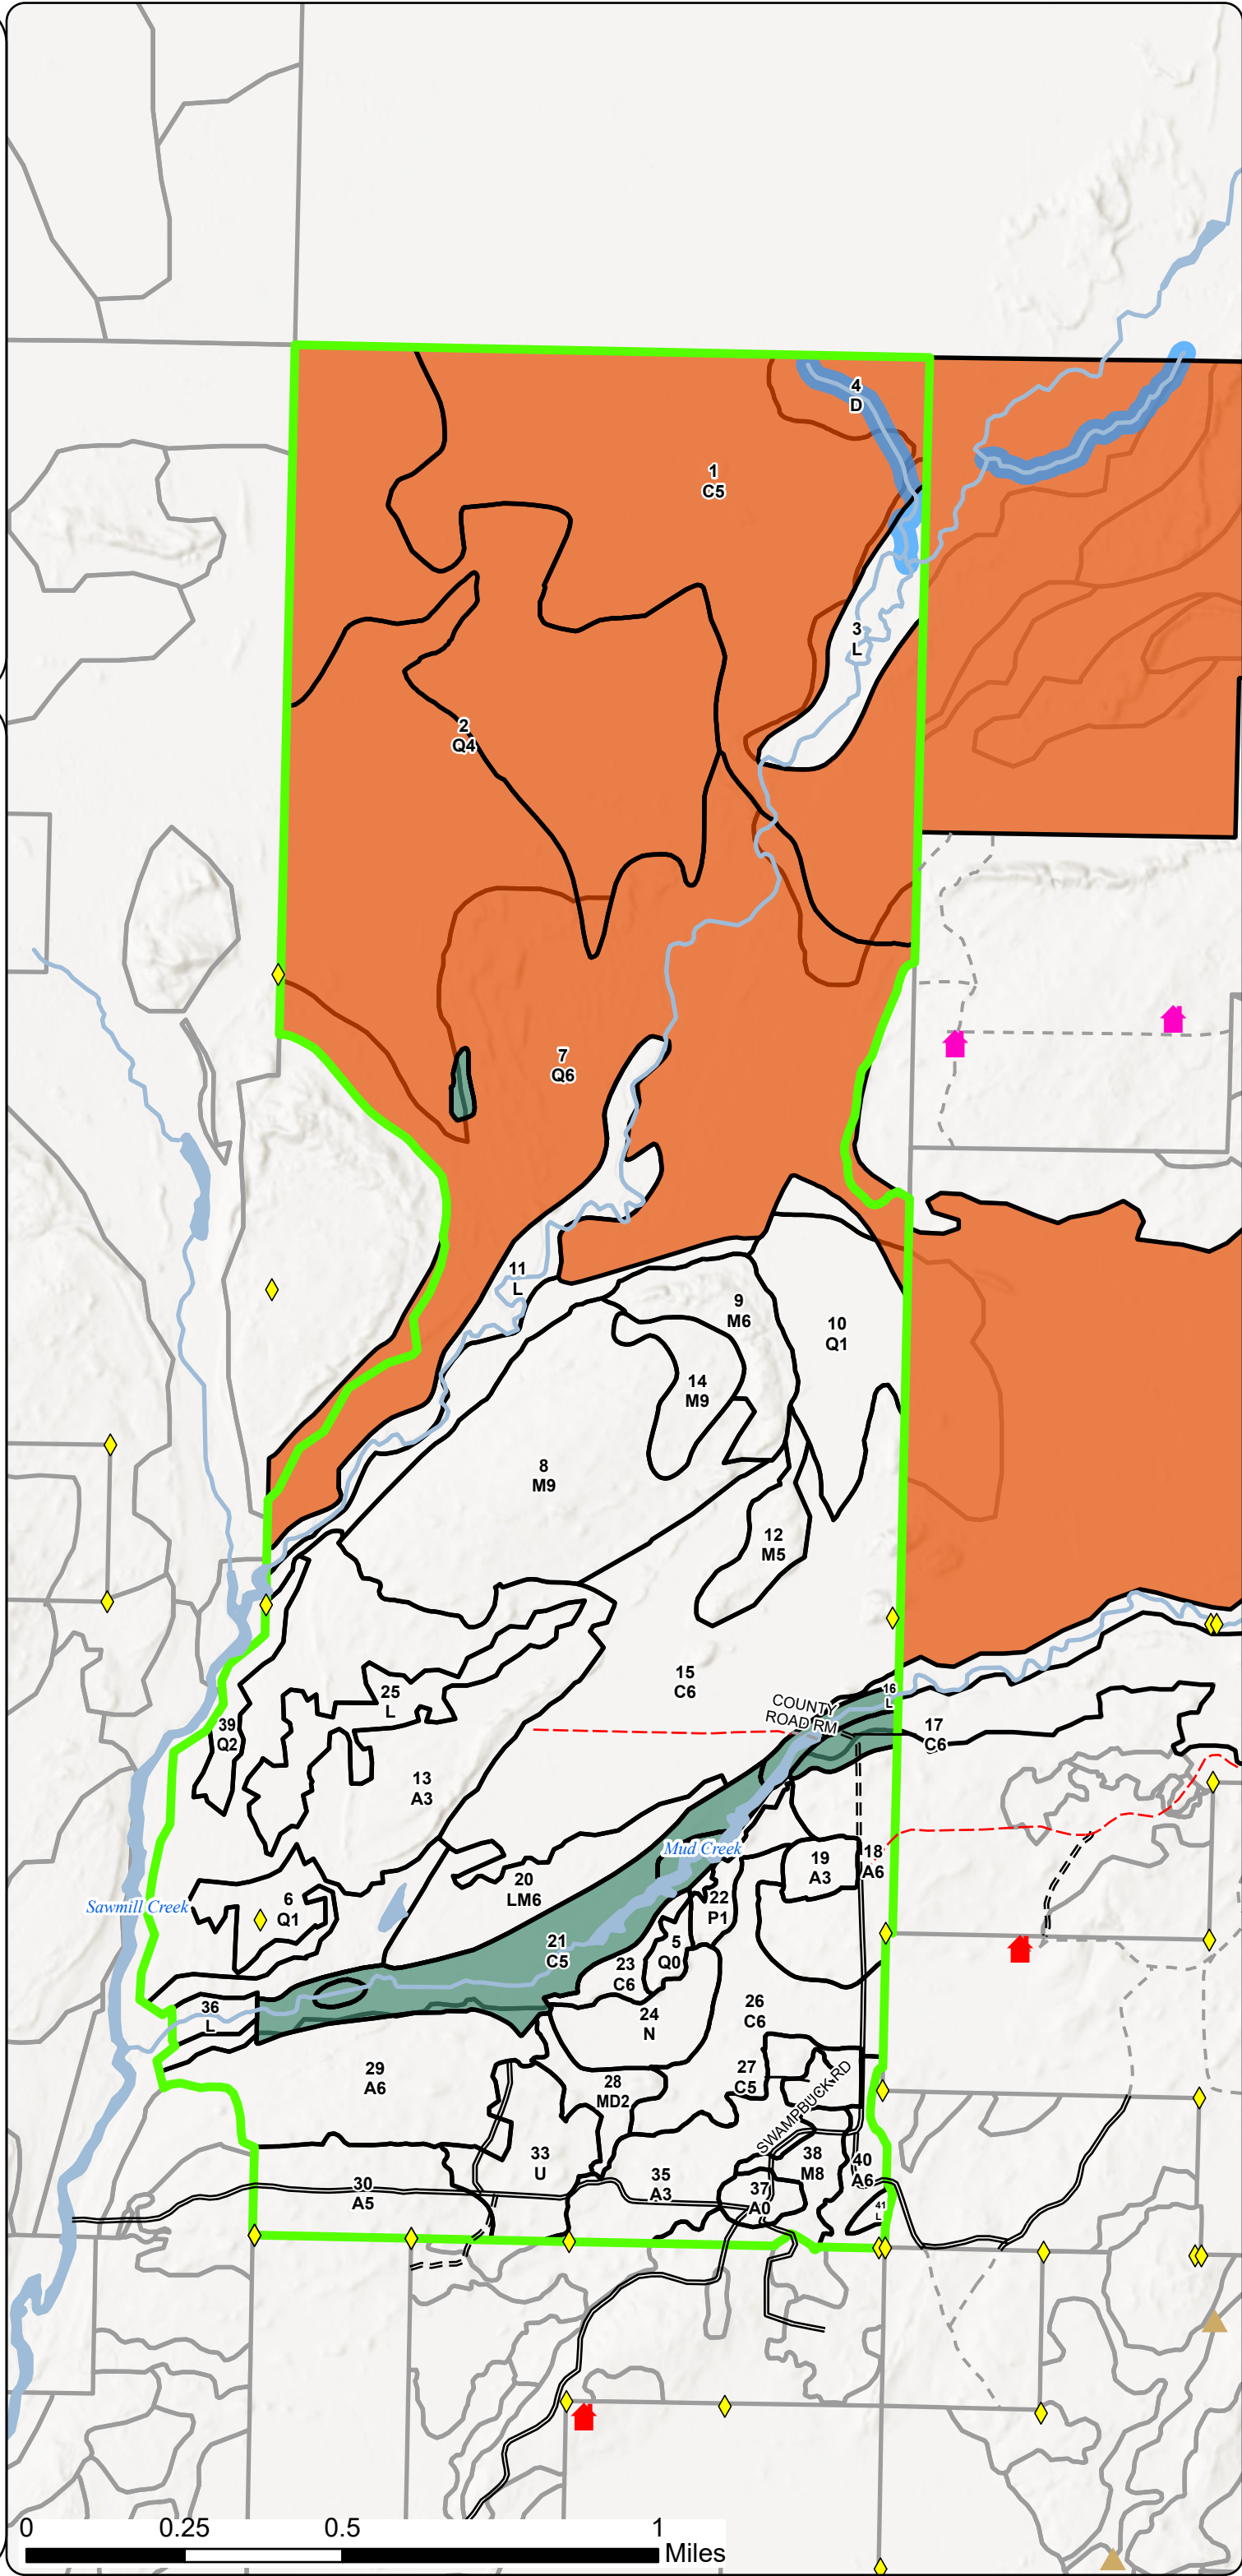 4
D
1
C5
3
L
2
Q4
7
Q6
11
L
9
M6
10
Q1
14
M9
8
M9
12
M5
15
C6
16
L
COUNTY
ROAD RM
25
L
39
Q2
17
C6
13
A3
Mud Creek
19
A3
18
A6
20
LM6
6
Q1
22
P1
Sawmill Creek
21
C5
5
Q0
23
C6
36
L
26
C6
24
N
29
A6
27
C5
28
MD2
SWAMPBUCK RD
33
U
38
M8
40
A6
35
A3
30
A5
37
A0
41
L
0 0.25 0.5 1
Miles